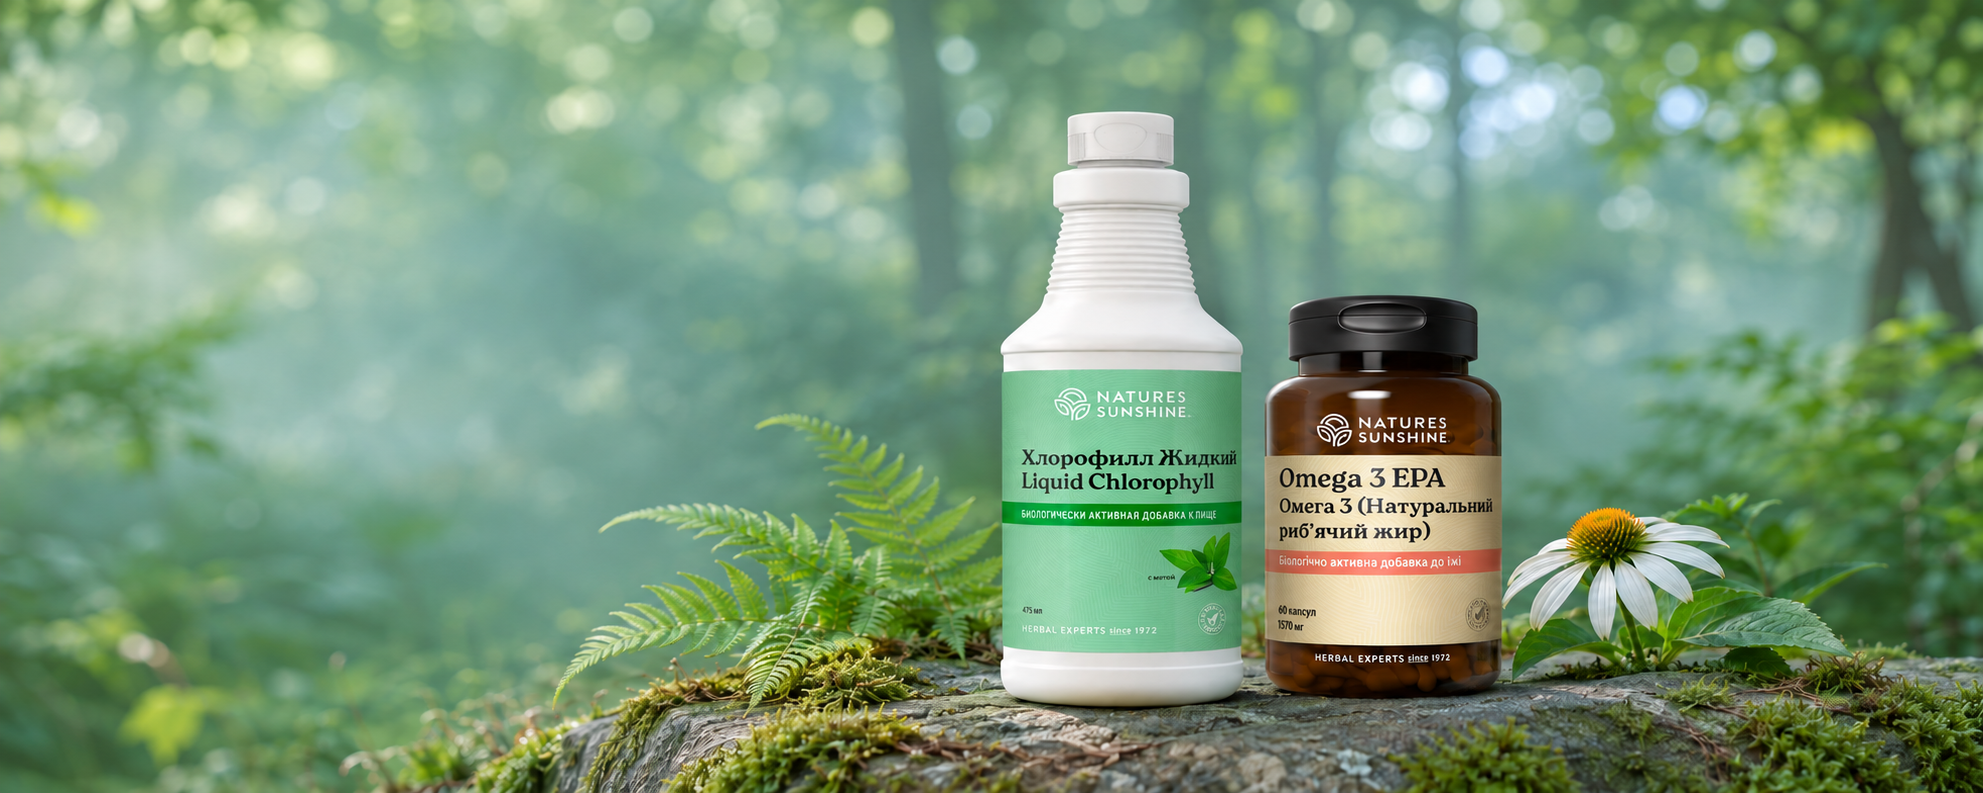 NATURES
SUNSHINE
Хлорофилл Жидкий
Liquid Chlorophyll
БИОЛОГИЧЕСКИ АКТИВНАЯ ДОБАВКА К ПИЩЕ
с мятой
475 мл
HERBAL EXPERTS since 1972
NATURES
SUNSHINE
Omega 3 EPA
Омега 3 (Натуральний
риб'ячий жир)
Біологічно активна добавка до їжі
60 капсул
1570 мг
HERBAL EXPERTS since 1972